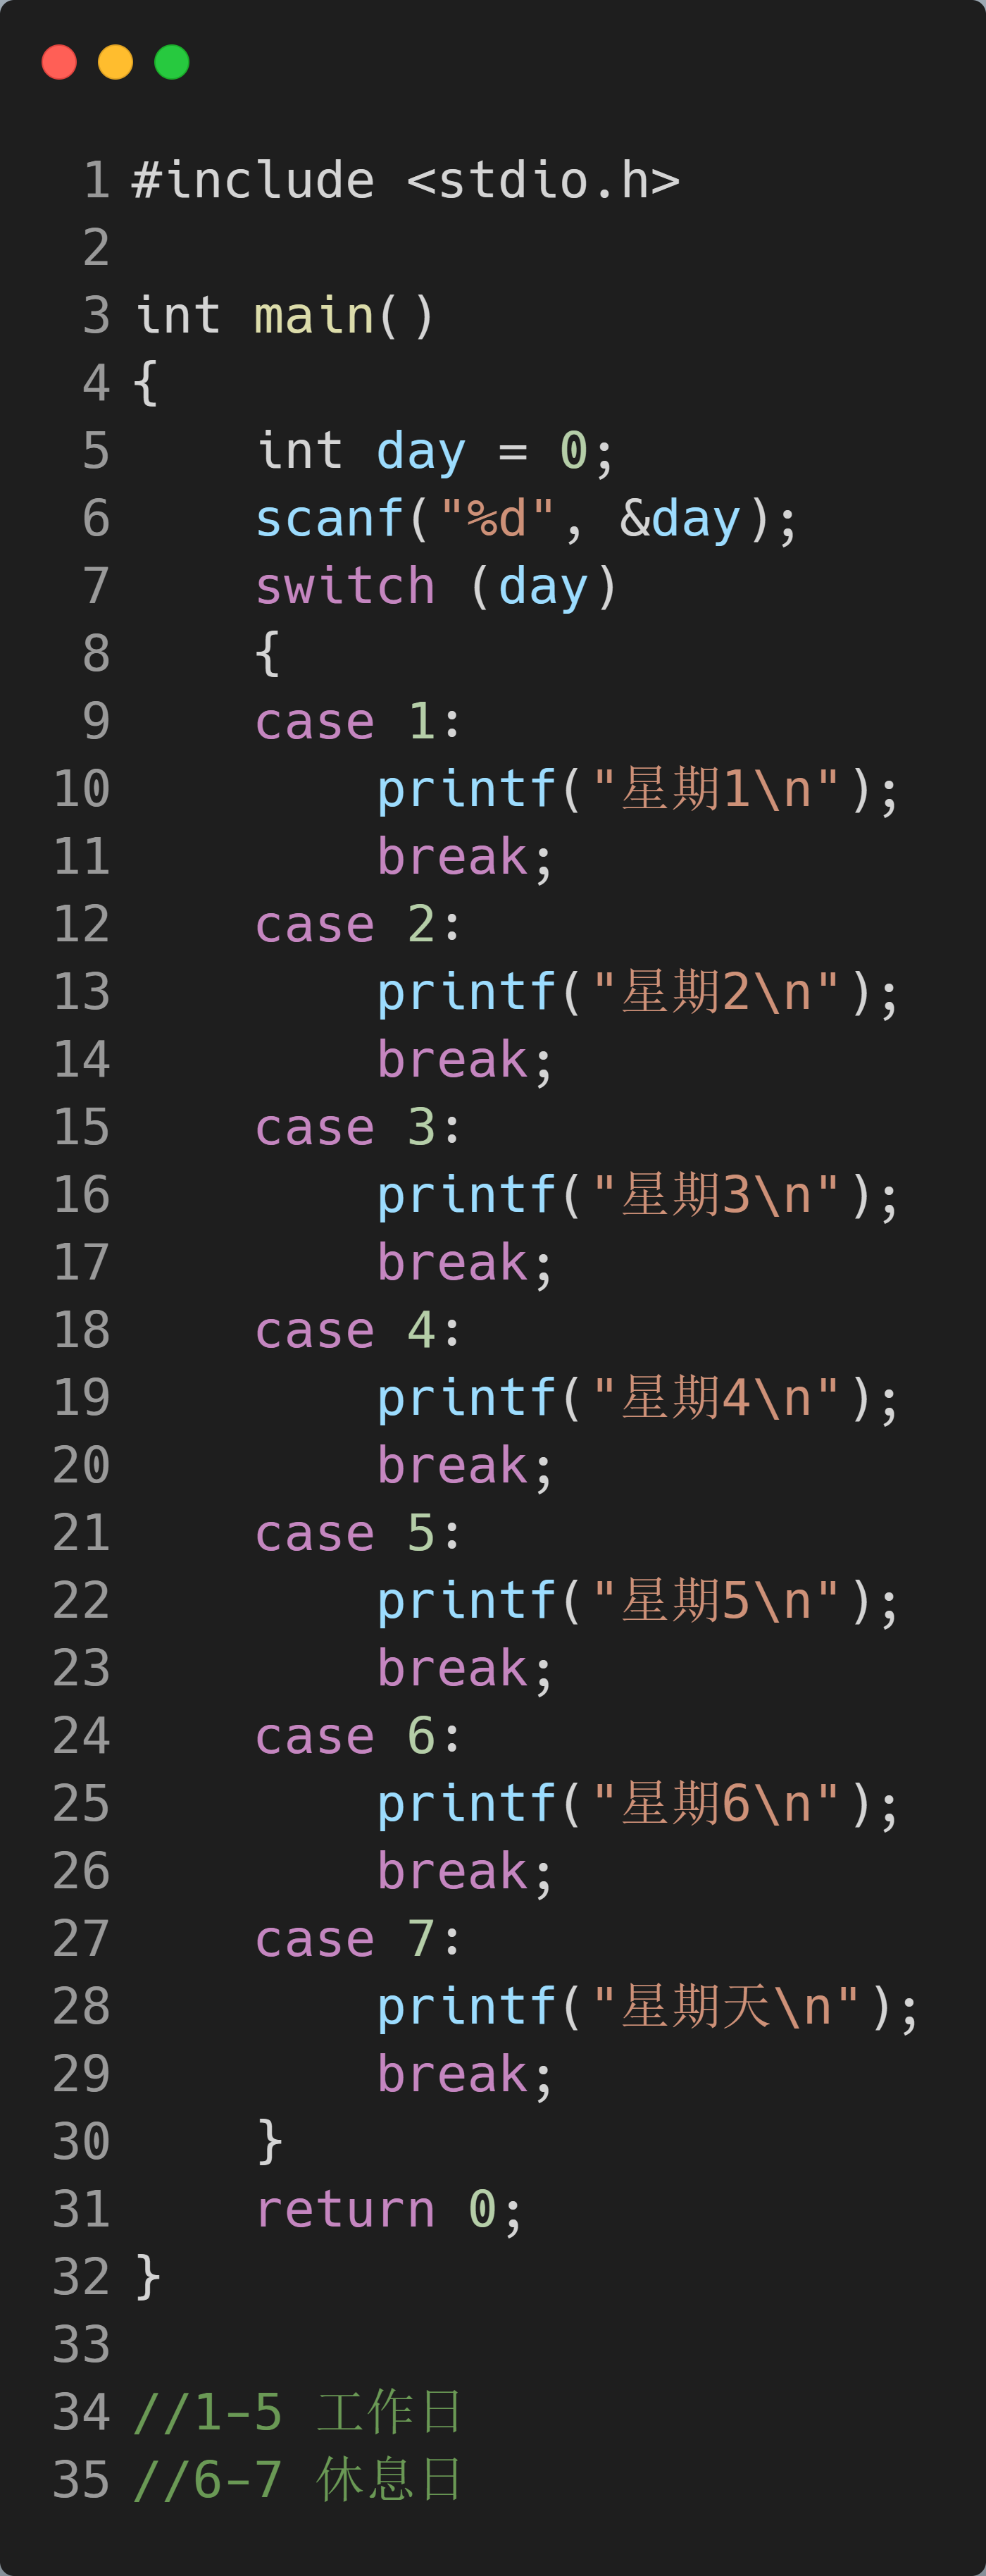 1 #include <stdio.h>
2
3 int main()
4 {
5     int day = 0;
6     scanf("%d", &day);
7     switch (day)
8     {
9     case 1:
10         printf("星期1\n");
11         break;
12     case 2:
13         printf("星期2\n");
14         break;
15     case 3:
16         printf("星期3\n");
17         break;
18     case 4:
19         printf("星期4\n");
20         break;
21     case 5:
22         printf("星期5\n");
23         break;
24     case 6:
25         printf("星期6\n");
26         break;
27     case 7:
28         printf("星期天\n");
29         break;
30     }
31     return 0;
32 }
33
34 //1-5 工作日
35 //6-7 休息日